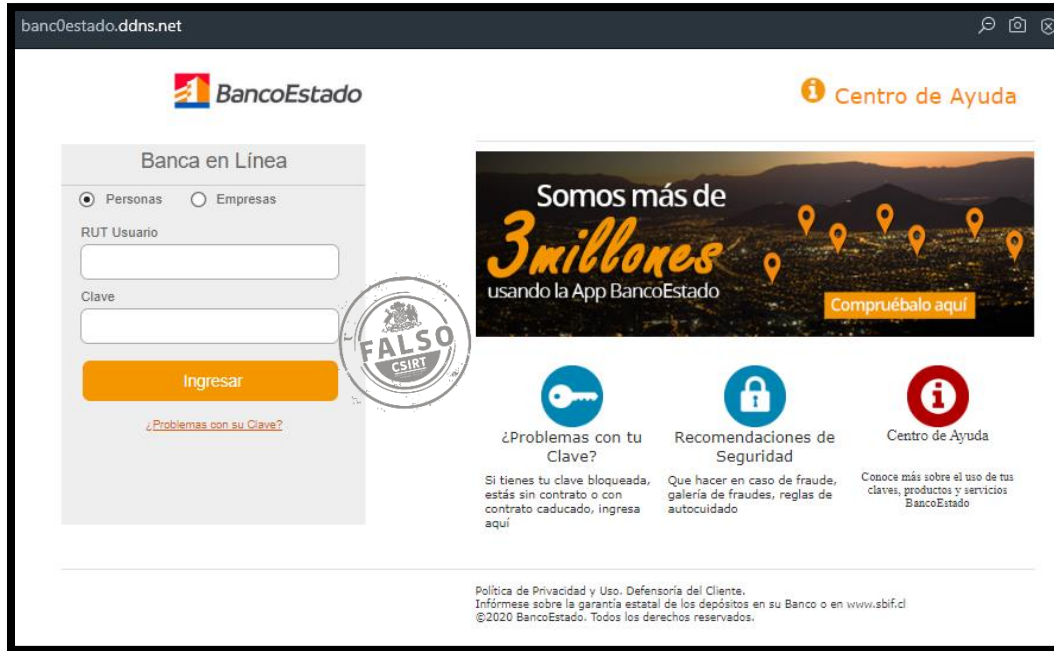 banc0estado.ddns.net
BancoEstado
Centro de Ayuda
Banca en Línea
Personas
Empresas
RUT Usuario
Clave
Ingresar
¿Problemas con su Clave?
FALSO
CSIRT
Somos más de
3millones
usando la App BancoEstado
Compruébalo aquí
¿Problemas con tu
Clave?
Si tienes tu clave bloqueada,
estás sin contrato o con
contrato caducado, ingresa
aquí
Recomendaciones de
Seguridad
Que hacer en caso de fraude,
galería de fraudes, reglas de
autocuidado
Centro de Ayuda
Conoce más sobre el uso de tus
claves, productos y servicios
BancoEstado
Política de Privacidad y Uso. Defensoría del Cliente.
Infórmese sobre la garantía estatal de los depósitos en su Banco o en www.sbif.cl
©2020 BancoEstado. Todos los derechos reservados.